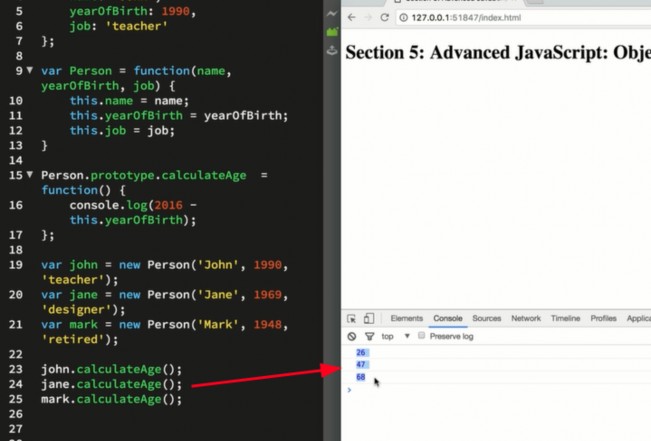 5 yearOfBirth: 1990,
6 job: 'teacher'
7 };
8
9 var Person = function(name,
yearOfBirth, job) {
10 this.name = name;
11 this.yearOfBirth = yearOfBirth;
12 this.job = job;
13 }
14
15 Person.prototype.calculateAge =
function() {
16 console.log(2016 -
this.yearOfBirth);
17 };
18
19 var john = new Person('John', 1990,
'teacher');
20 var jane = new Person('Jane', 1969,
'designer');
21 var mark = new Person('Mark', 1948,
'retired');
22
23 john.calculateAge();
24 jane.calculateAge();
25 mark.calculateAge();
26
27
127.0.0.1:51847/index.html
Section 5: Advanced JavaScript: Obje
Elements Console Sources Network Timeline Profiles Applica
top Preserve log
26
47
68
>